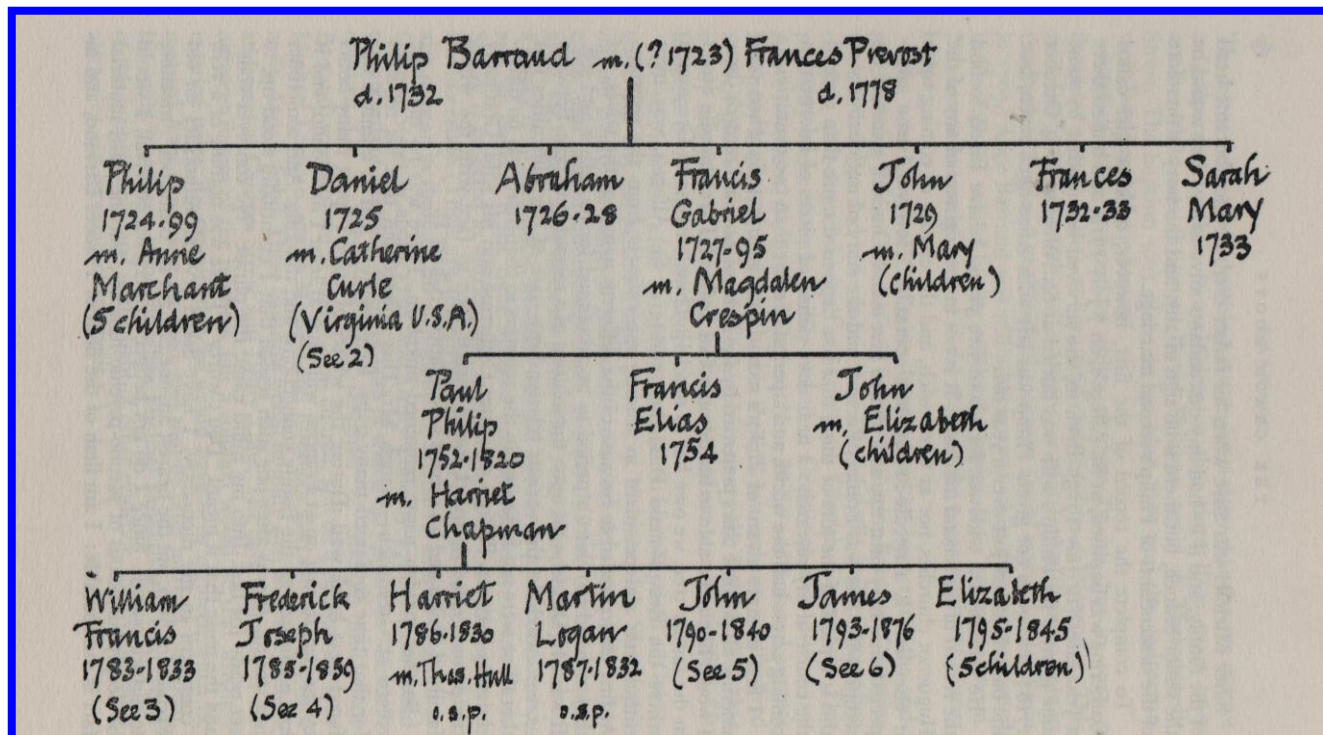 Philip Barraud m. (?1723) Frances Prevost
d. 1732
d. 1778
Philip
1724-99
m. Anne
Marchant
(5 children)
Daniel
1725
m. Catherine
Curle
(Virginia U.S.A.)
(See 2)
Abraham
1726-28
Francis
Gabriel
1727-95
m. Magdalen
Crespin
John
1729
m. Mary
(children)
Frances
1732-33
Sarah
Mary
1733
Paul
Philip
1752-1820
m. Harriet
Chapman
Francis
Elias
1754
John
m. Elizabeth
(children)
William
Francis
1783-1833
(See 3)
Frederick
Joseph
1785-1859
(See 4)
Harriet
1786-1830
m. Thos. Hull
o.s.p.
Martin
Logan
1787-1832
o.s.p.
John
1790-1840
(See 5)
James
1793-1876
(See 6)
Elizabeth
1795-1845
(5 children)